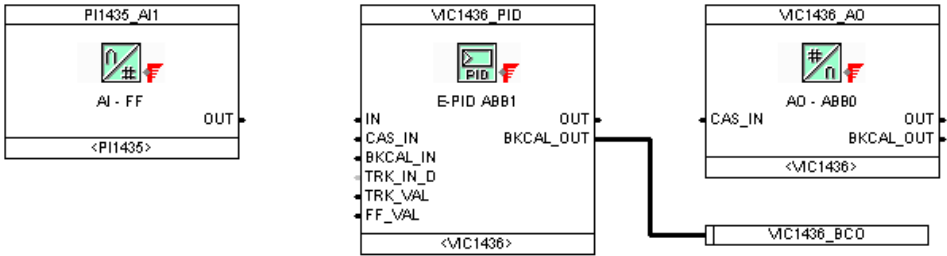 PI1435_AI1
AI - FF
OUT
<PI1435>
VIC1436_PID
PID
E-PID ABB1
IN
OUT
CAS_IN
BKCAL_OUT
BKCAL_IN
TRK_IN_D
TRK_VAL
FF_VAL
<VIC1436>
VIC1436_AO
#
AO - ABB0
CAS_IN
OUT
BKCAL_OUT
<VIC1436>
VIC1436_BCO